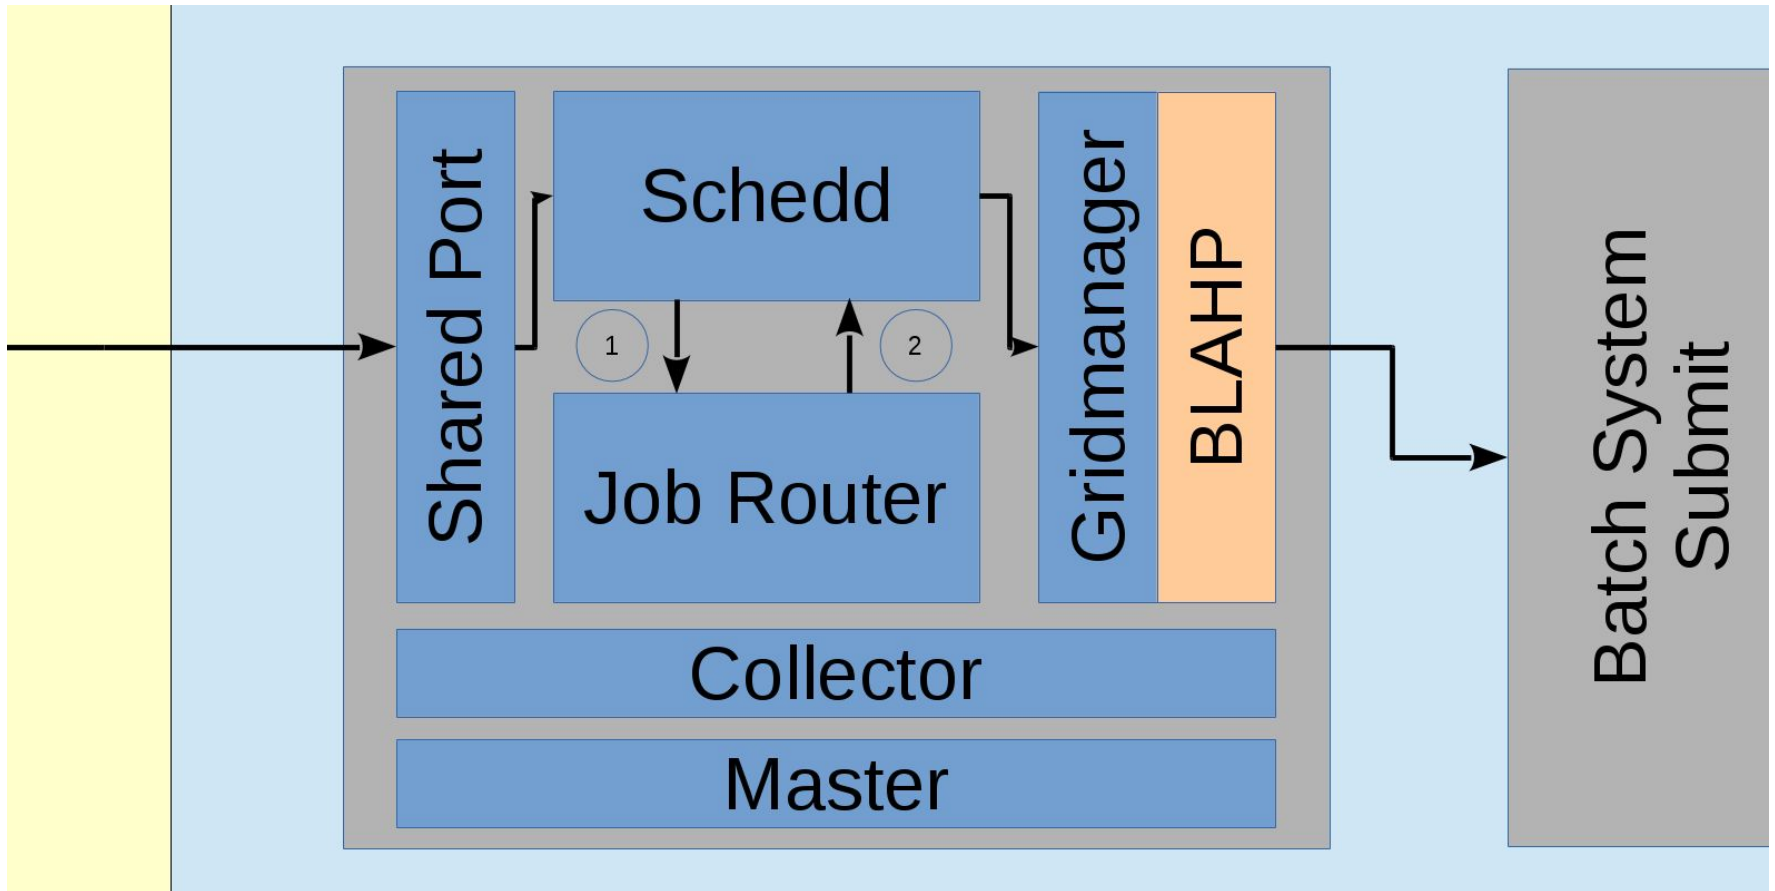 Shared Port
Schedd
1
2
Job Router
Gridmanager
BLAHP
Collector
Master
Batch System
Submit